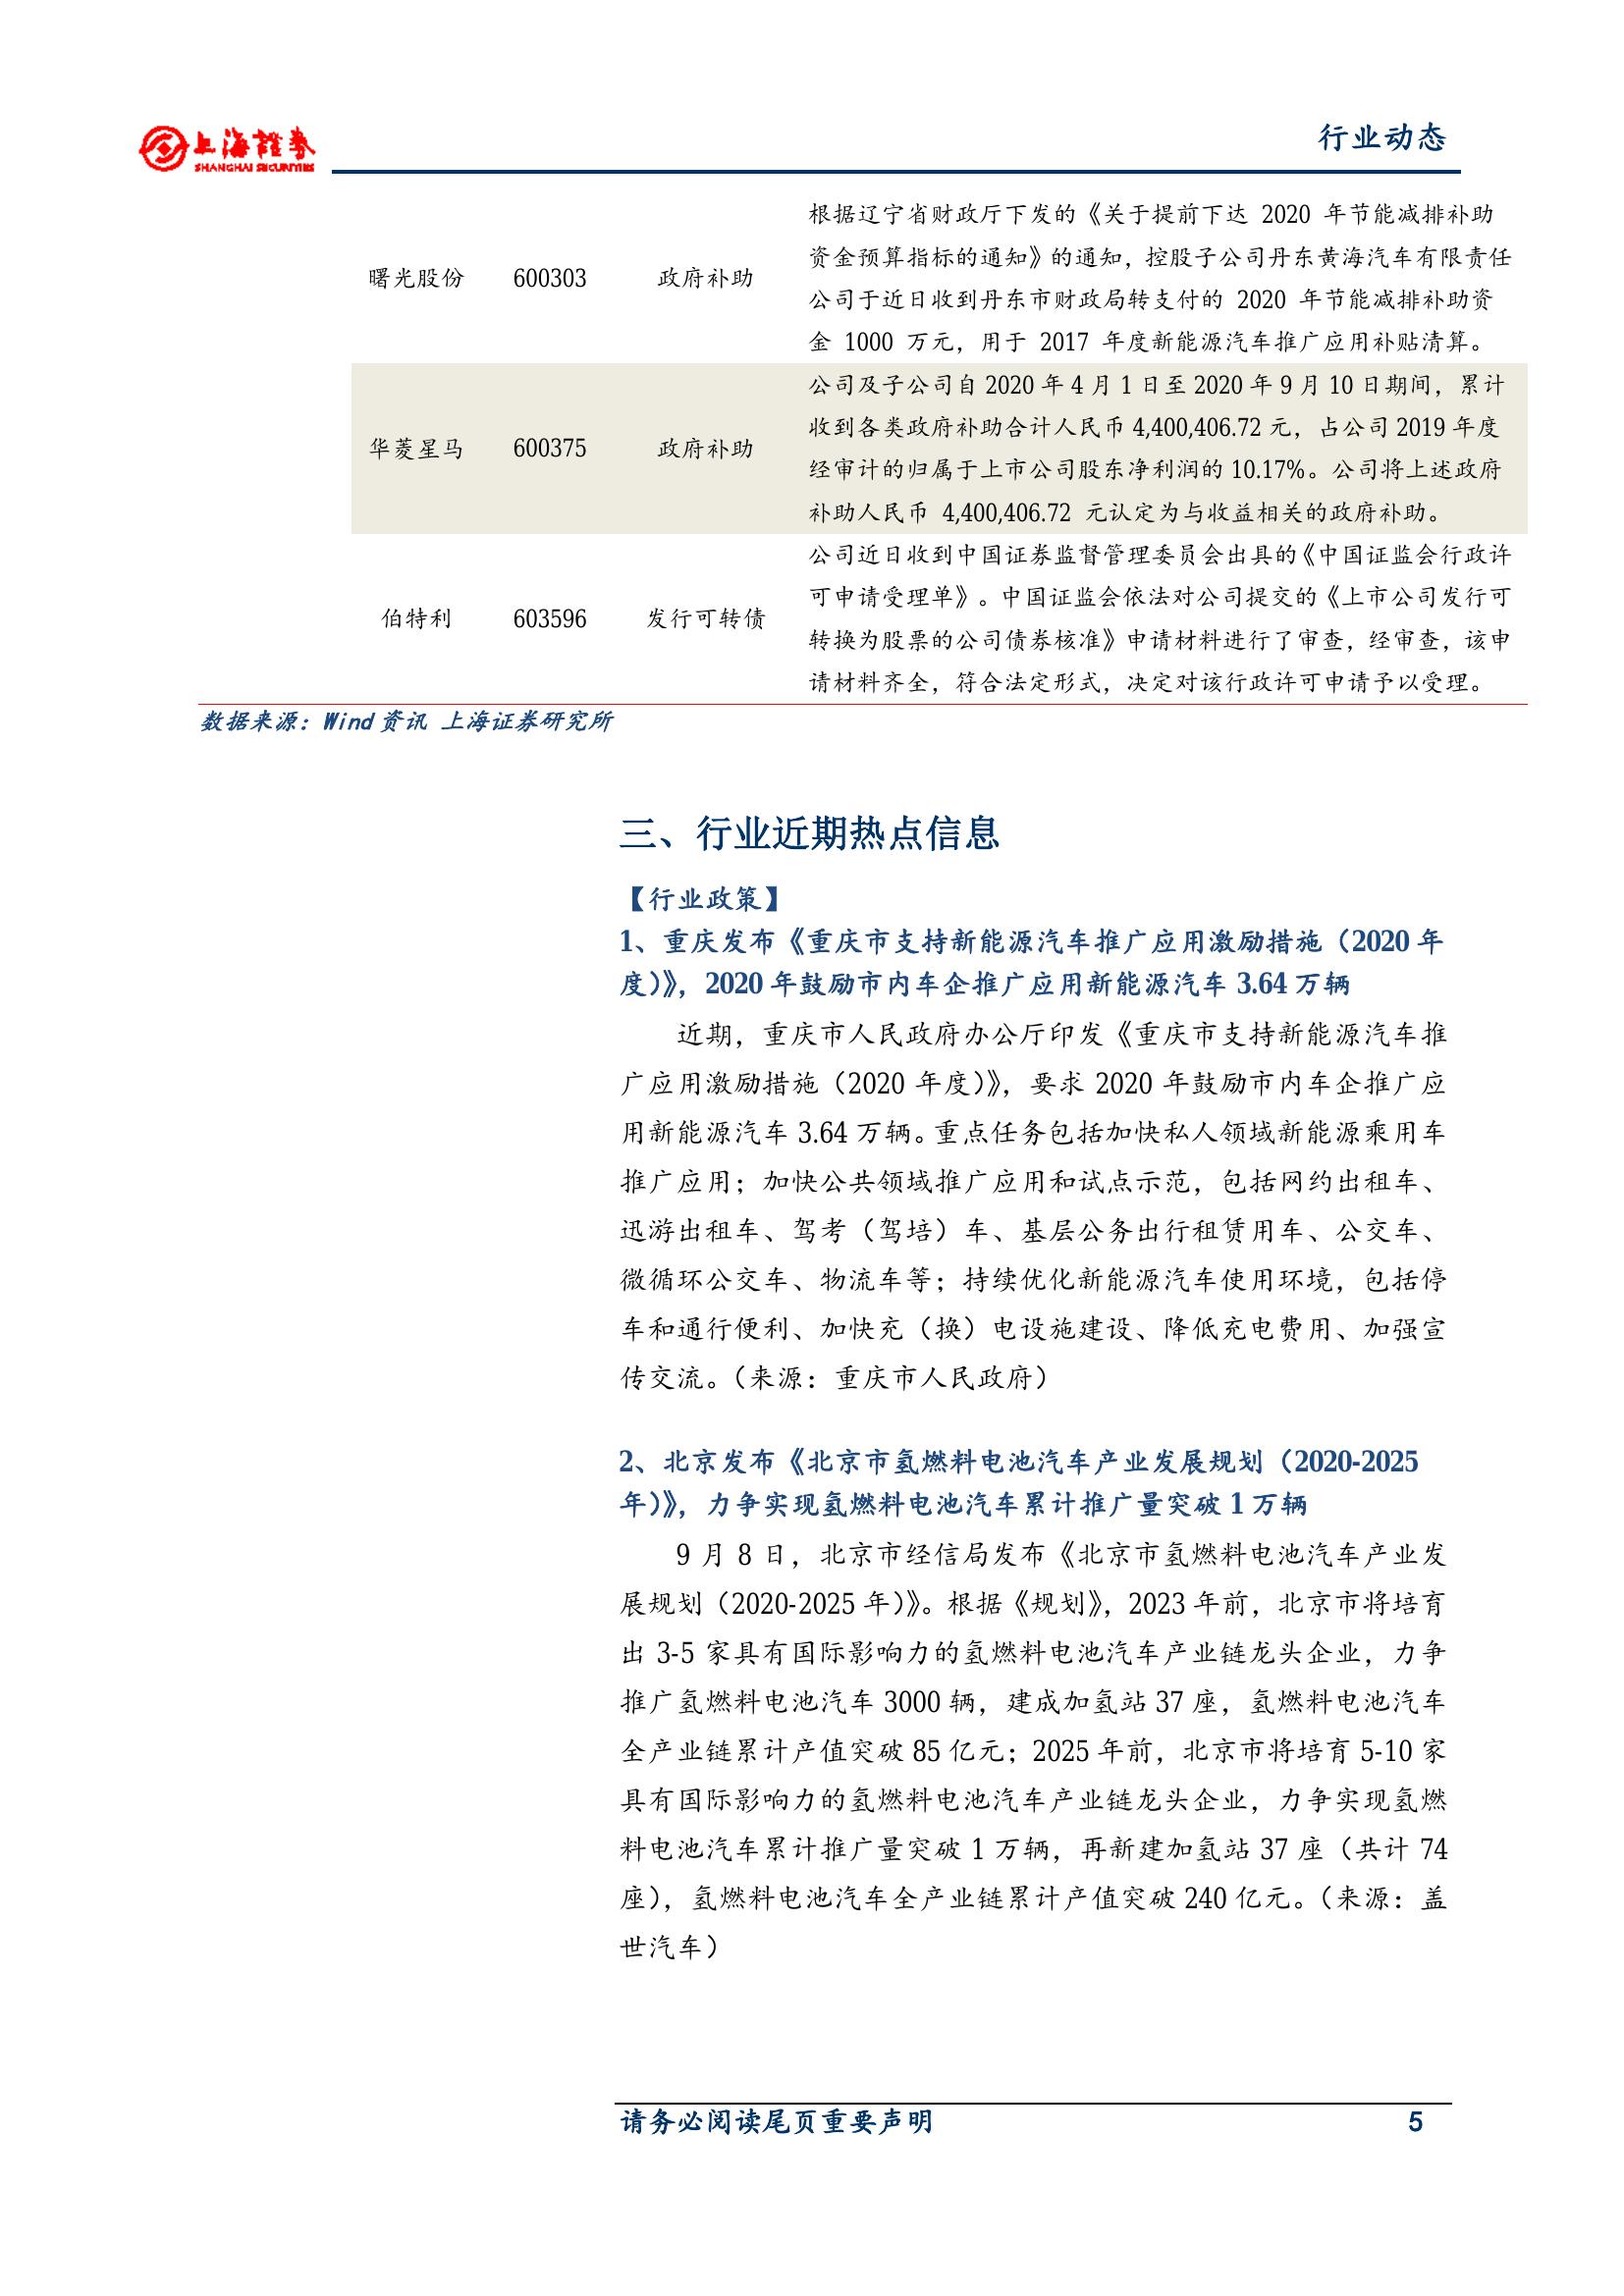 上海證券
SHANGHAI SECURITIES
行业动态
曙光股份 600303 政府补助
根据辽宁省财政厅下发的《关于提前下达 2020 年节能减排补助
资金预算指标的通知》的通知，控股子公司丹东黄海汽车有限责任
公司于近日收到丹东市财政局转支付的 2020 年节能减排补助资
金 1000 万元，用于 2017 年度新能源汽车推广应用补贴清算。
华菱星马 600375 政府补助
公司及子公司自 2020 年 4 月 1 日至 2020 年 9 月 10 日期间，累计
收到各类政府补助合计人民币 4,400,406.72 元，占公司 2019 年度
经审计的归属于上市公司股东净利润的 10.17%。公司将上述政府
补助人民币 4,400,406.72 元认定为与收益相关的政府补助。
伯特利 603596 发行可转债
公司近日收到中国证券监督管理委员会出具的《中国证监会行政许
可申请受理单》。中国证监会依法对公司提交的《上市公司发行可
转换为股票的公司债券核准》申请材料进行了审查，经审查，该申
请材料齐全，符合法定形式，决定对该行政许可申请予以受理。
数据来源：Wind 资讯 上海证券研究所
三、行业近期热点信息
【行业政策】
1、重庆发布《重庆市支持新能源汽车推广应用激励措施（2020 年
度）》，2020 年鼓励市内车企推广应用新能源汽车 3.64 万辆
近期，重庆市人民政府办公厅印发《重庆市支持新能源汽车推
广应用激励措施（2020 年度）》，要求 2020 年鼓励市内车企推广应
用新能源汽车 3.64 万辆。重点任务包括加快私人领域新能源乘用车
推广应用；加快公共领域推广应用和试点示范，包括网约出租车、
迅游出租车、驾考（驾培）车、基层公务出行租赁用车、公交车、
微循环公交车、物流车等；持续优化新能源汽车使用环境，包括停
车和通行便利、加快充（换）电设施建设、降低充电费用、加强宣
传交流。（来源：重庆市人民政府）
2、北京发布《北京市氢燃料电池汽车产业发展规划（2020-2025
年）》，力争实现氢燃料电池汽车累计推广量突破 1 万辆
9 月 8 日，北京市经信局发布《北京市氢燃料电池汽车产业发
展规划（2020-2025 年）》。根据《规划》，2023 年前，北京市将培育
出 3-5 家具有国际影响力的氢燃料电池汽车产业链龙头企业，力争
推广氢燃料电池汽车 3000 辆，建成加氢站 37 座，氢燃料电池汽车
全产业链累计产值突破 85 亿元；2025 年前，北京市将培育 5-10 家
具有国际影响力的氢燃料电池汽车产业链龙头企业，力争实现氢燃
料电池汽车累计推广量突破 1 万辆，再新建加氢站 37 座（共计 74
座），氢燃料电池汽车全产业链累计产值突破 240 亿元。（来源：盖
世汽车）
请务必阅读尾页重要声明 5